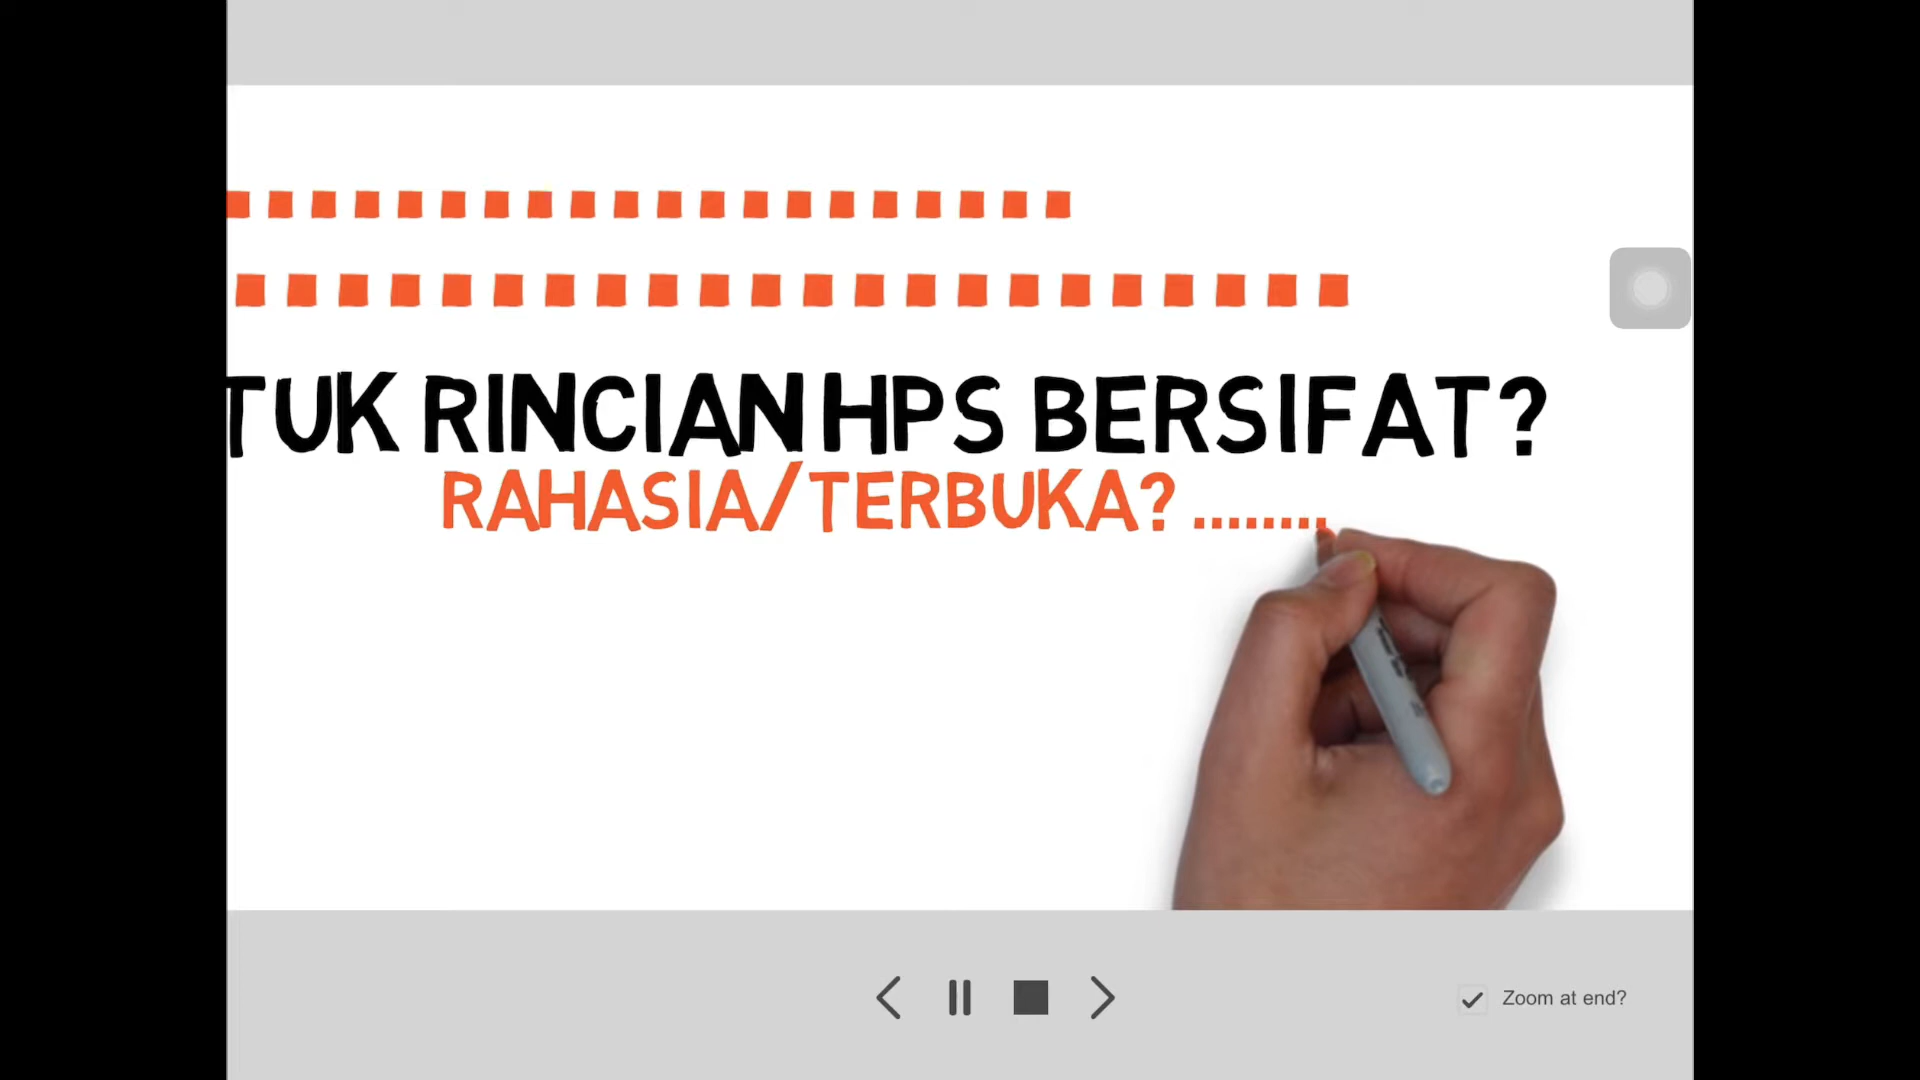 TUK RINCIAN HPS BERSIFAT?
RAHASIA/TERBUKA? ........
Zoom at end?